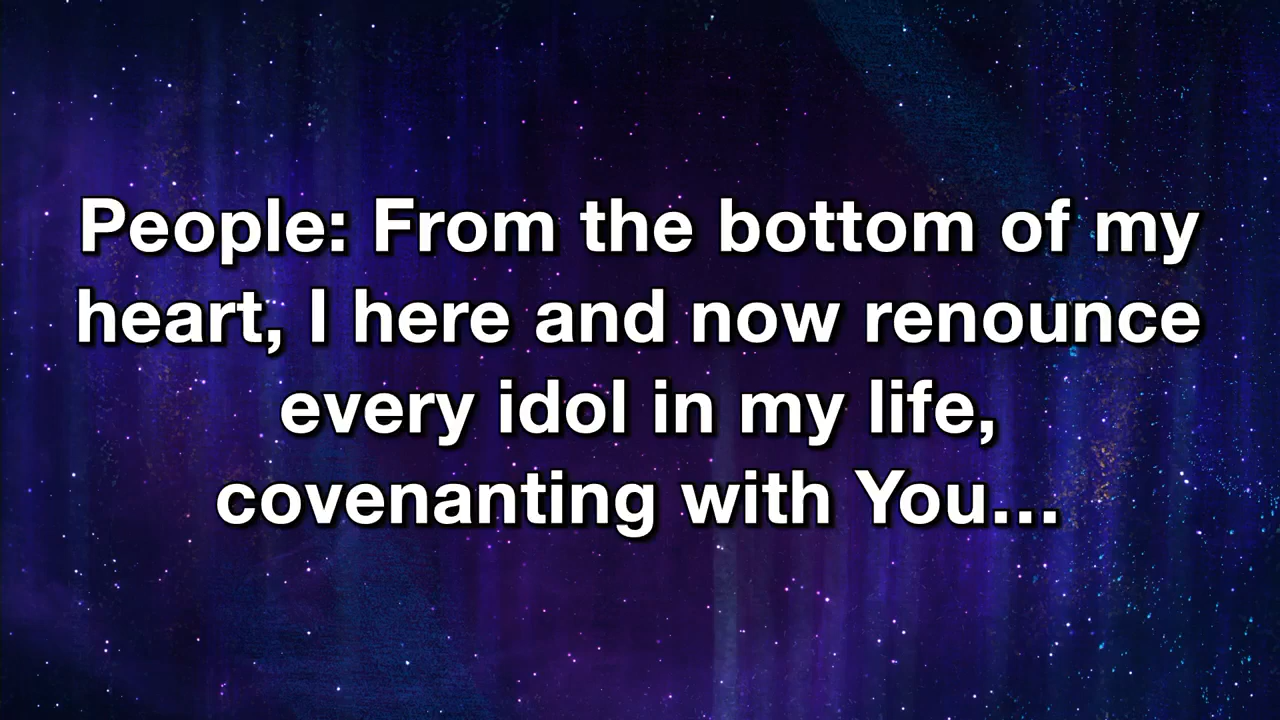 People: From the bottom of my
heart, I here and now renounce
every idol in my life,
covenanting with You...